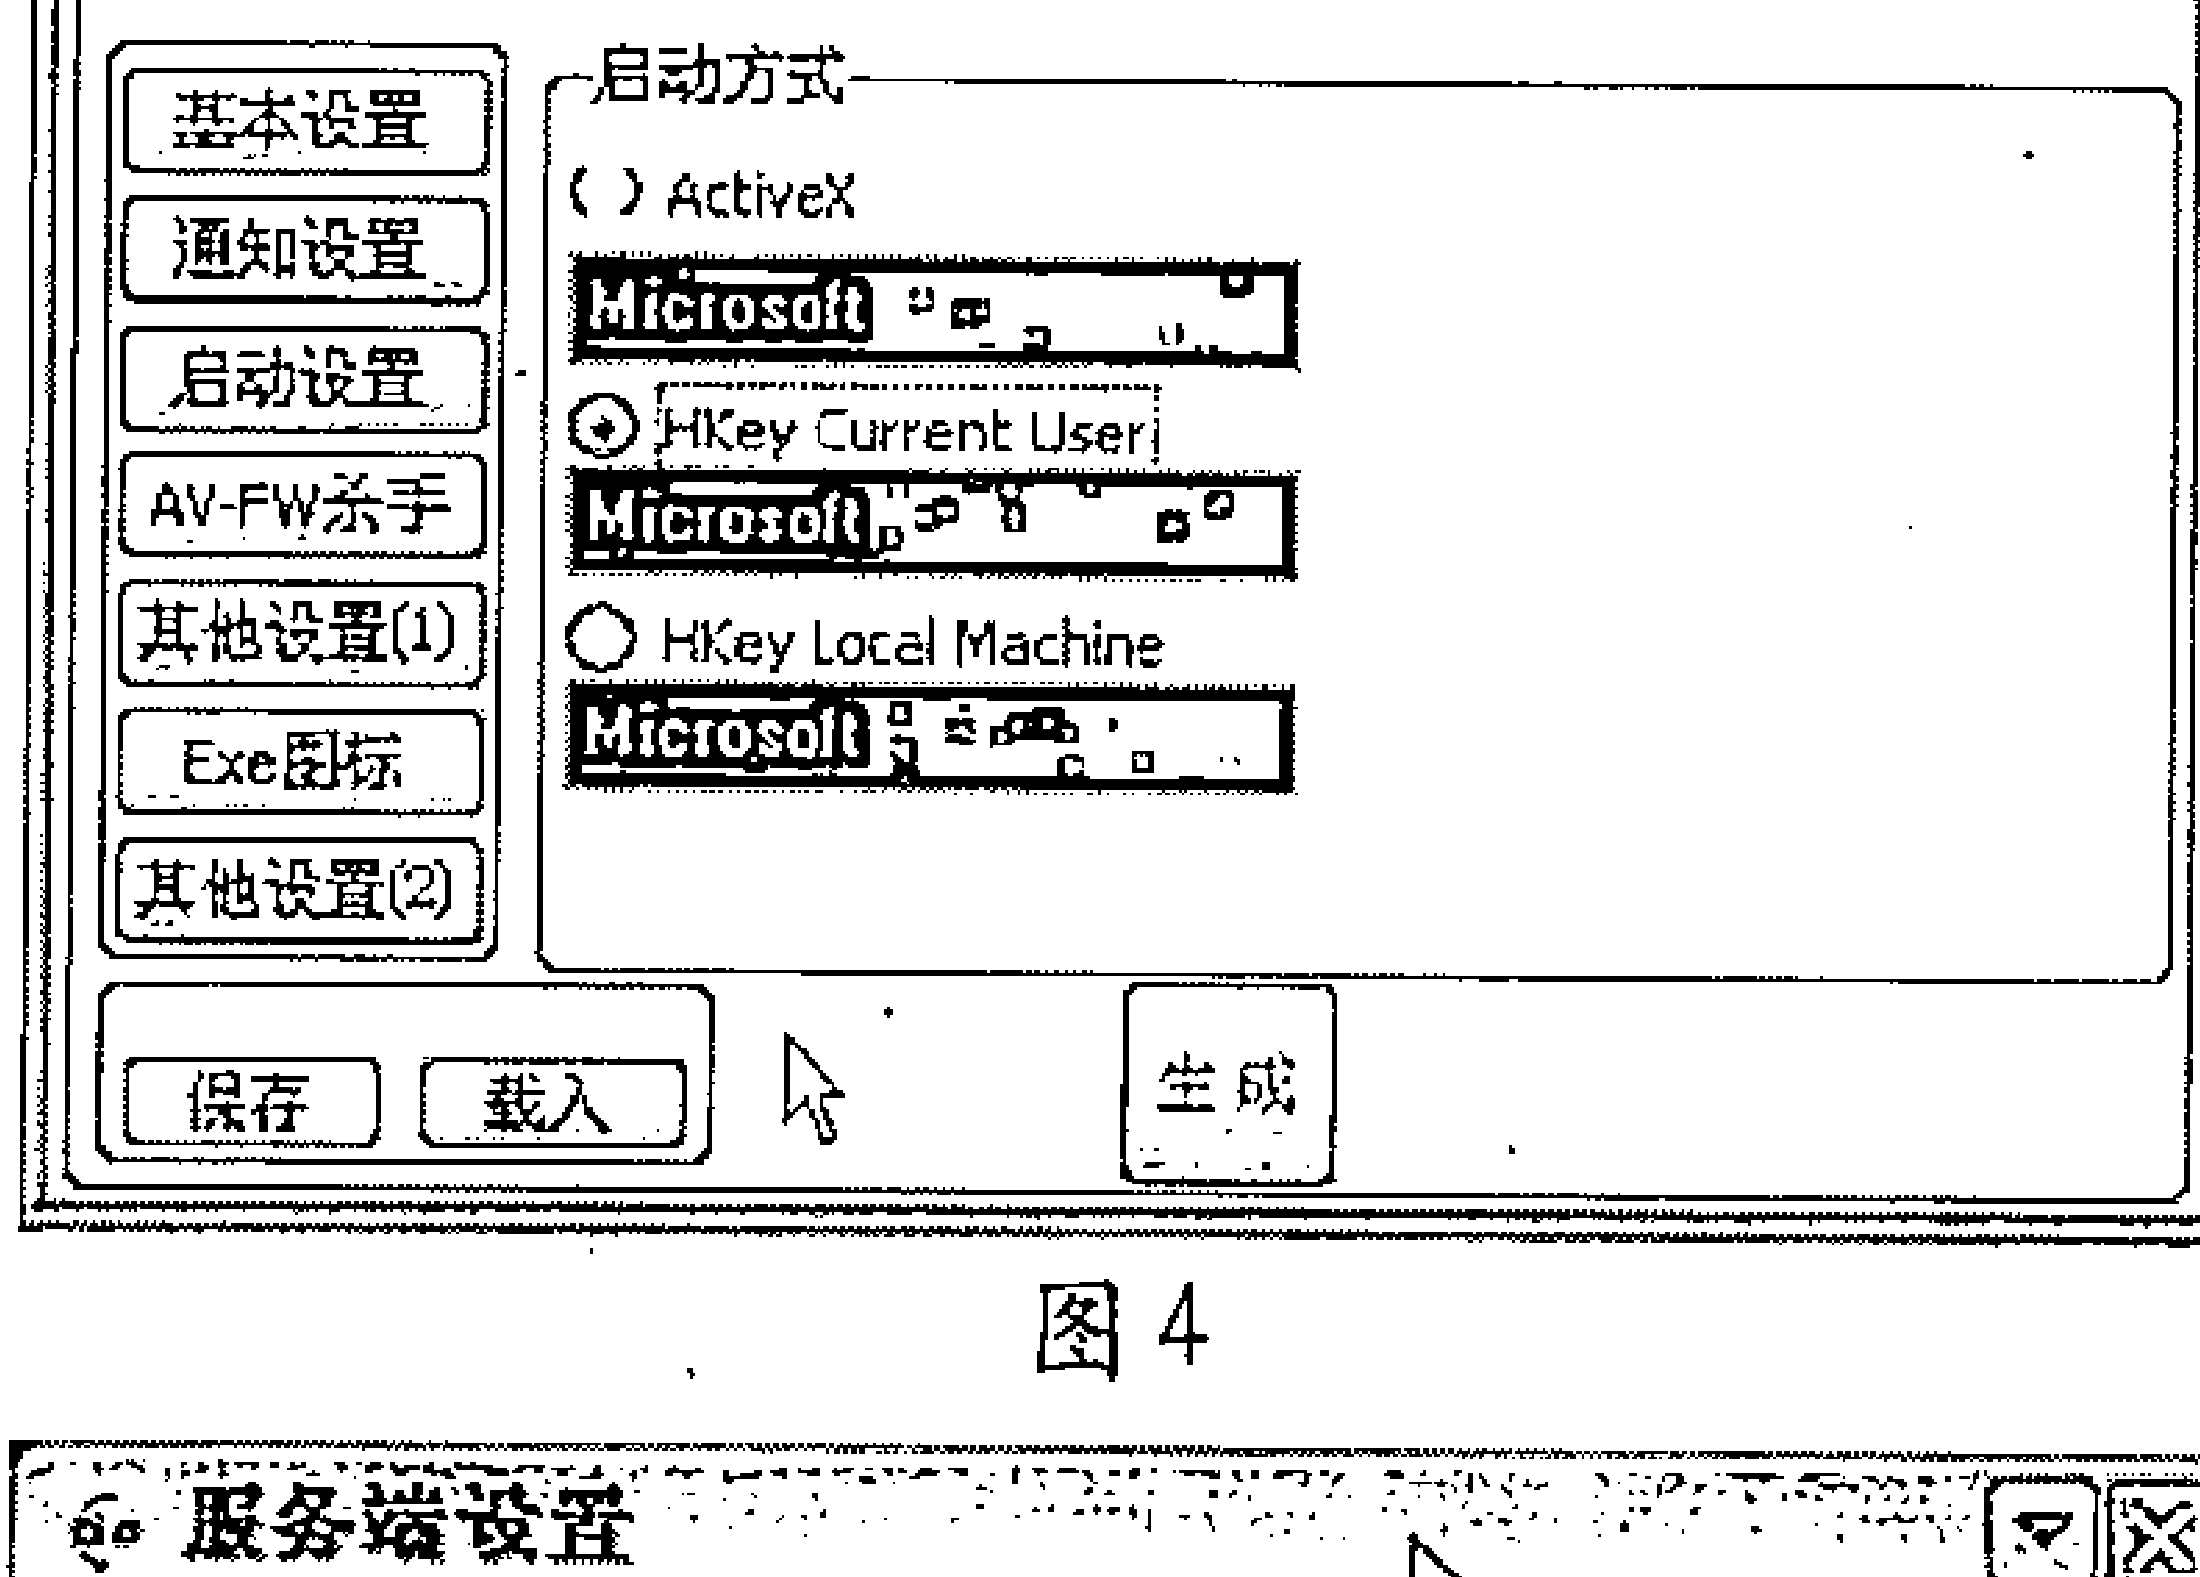 基本设置
通知设置
启动设置
AV-FW杀手
其他设置(1)
Exe图标
其他设置(2)
启动方式
ActiveX
Microsoft
HKey Current User
Microsoft
HKey Local Machine
Microsoft
保存
载入
生成
图 4
服务端设置